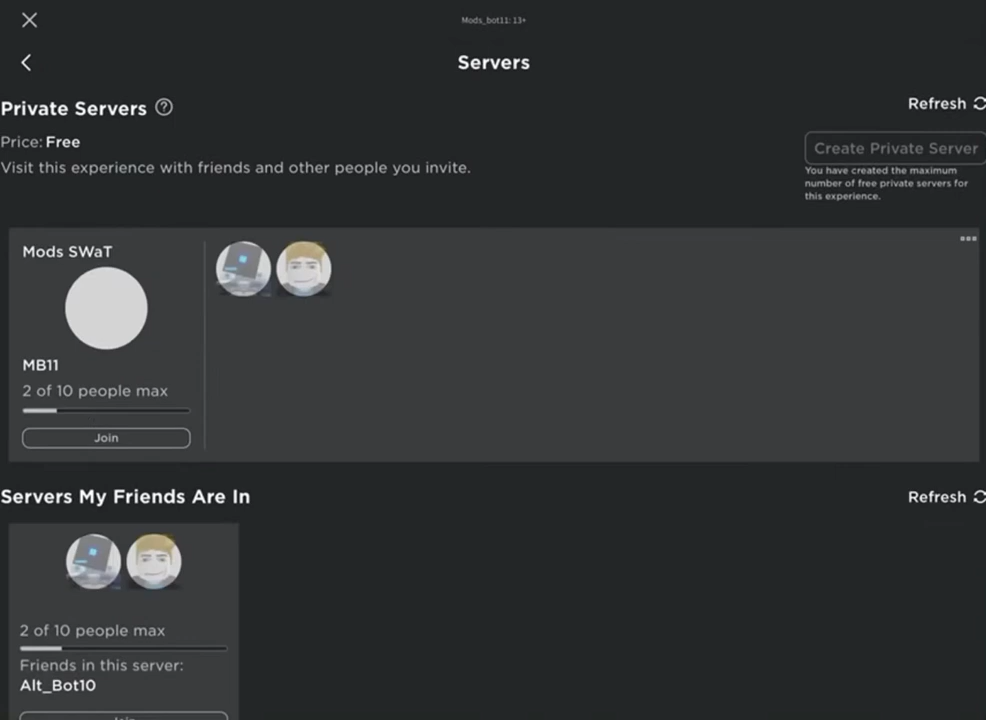 Mods_bot11: 13+
Servers
Private Servers
Refresh
Price: Free
Visit this experience with friends and other people you invite.
Create Private Server
You have created the maximum
number of free private servers for
this experience.
Mods SWaT
MB11
2 of 10 people max
Join
Servers My Friends Are In
Refresh
2 of 10 people max
Friends in this server:
Alt_Bot10
Join